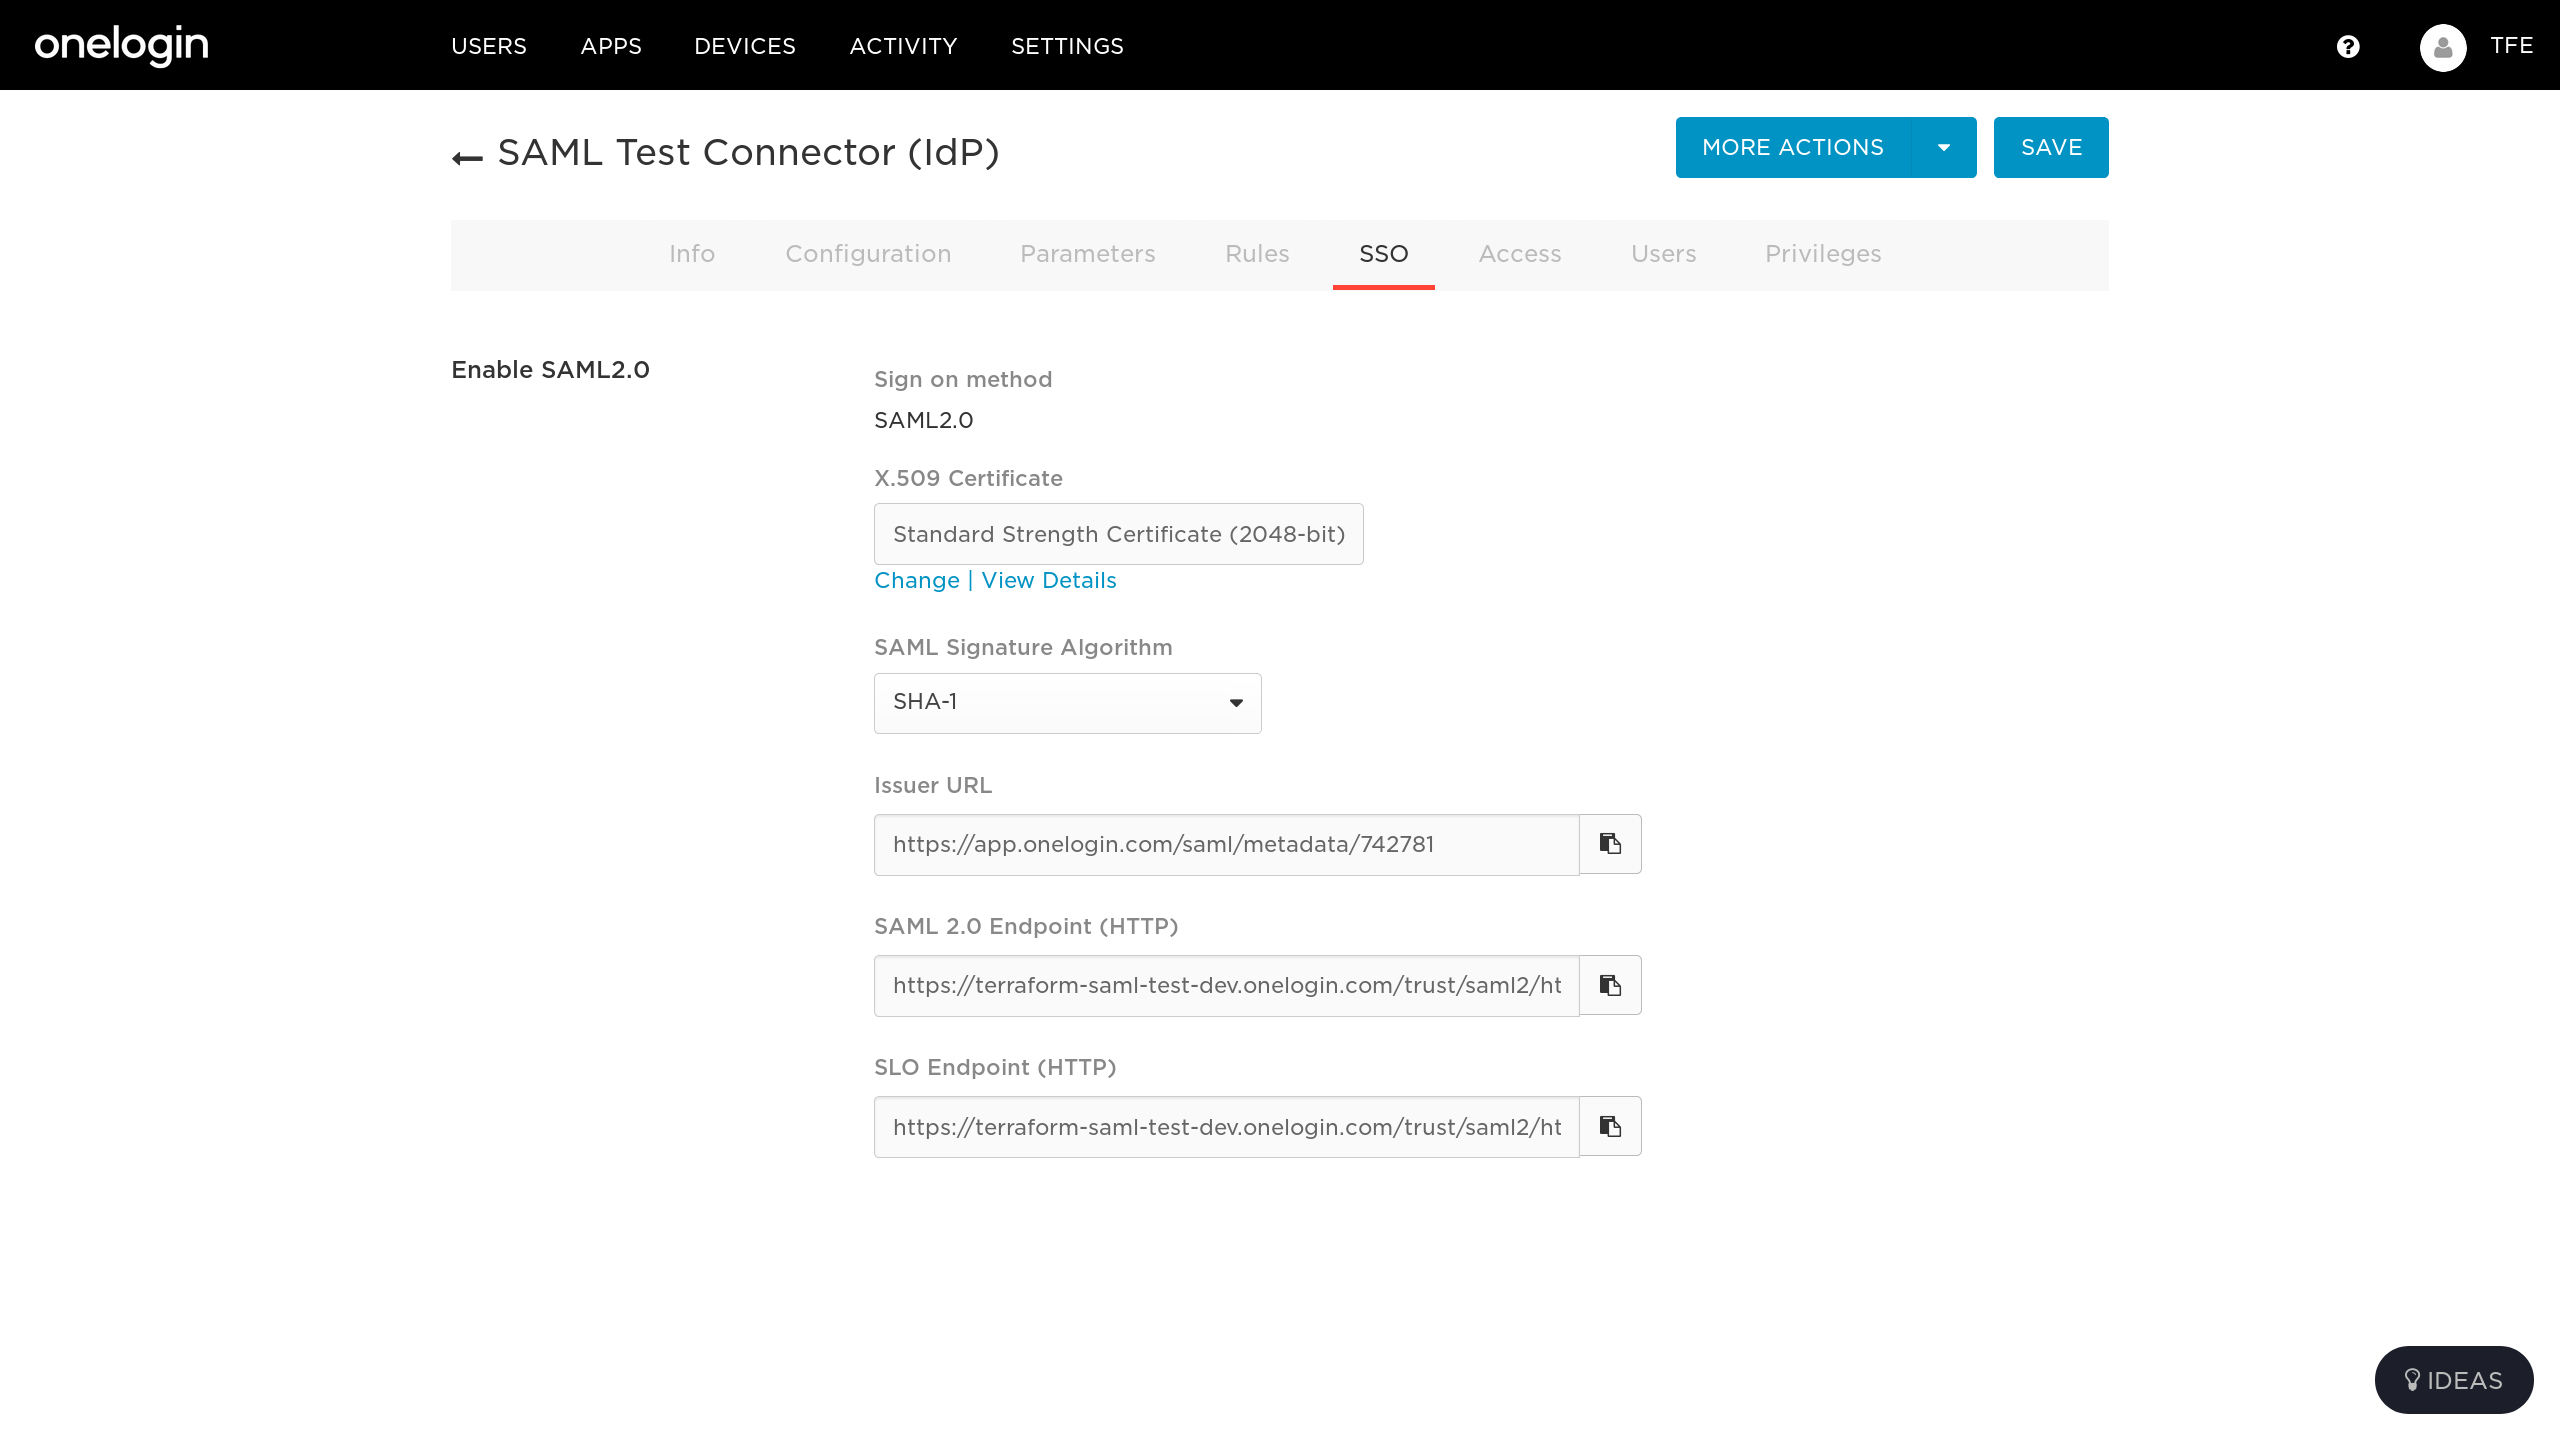 onelogin
USERS APPS DEVICES ACTIVITY SETTINGS
TFE
SAML Test Connector (IdP)
MORE ACTIONS
SAVE
Info Configuration Parameters Rules SSO Access Users Privileges
Enable SAML2.0
Sign on method
SAML2.0
X.509 Certificate
Standard Strength Certificate (2048-bit)
Change | View Details
SAML Signature Algorithm
SHA-1
Issuer URL
https://app.onelogin.com/saml/metadata/742781
SAML 2.0 Endpoint (HTTP)
https://terraform-saml-test-dev.onelogin.com/trust/saml2/ht
SLO Endpoint (HTTP)
https://terraform-saml-test-dev.onelogin.com/trust/saml2/ht
IDEAS